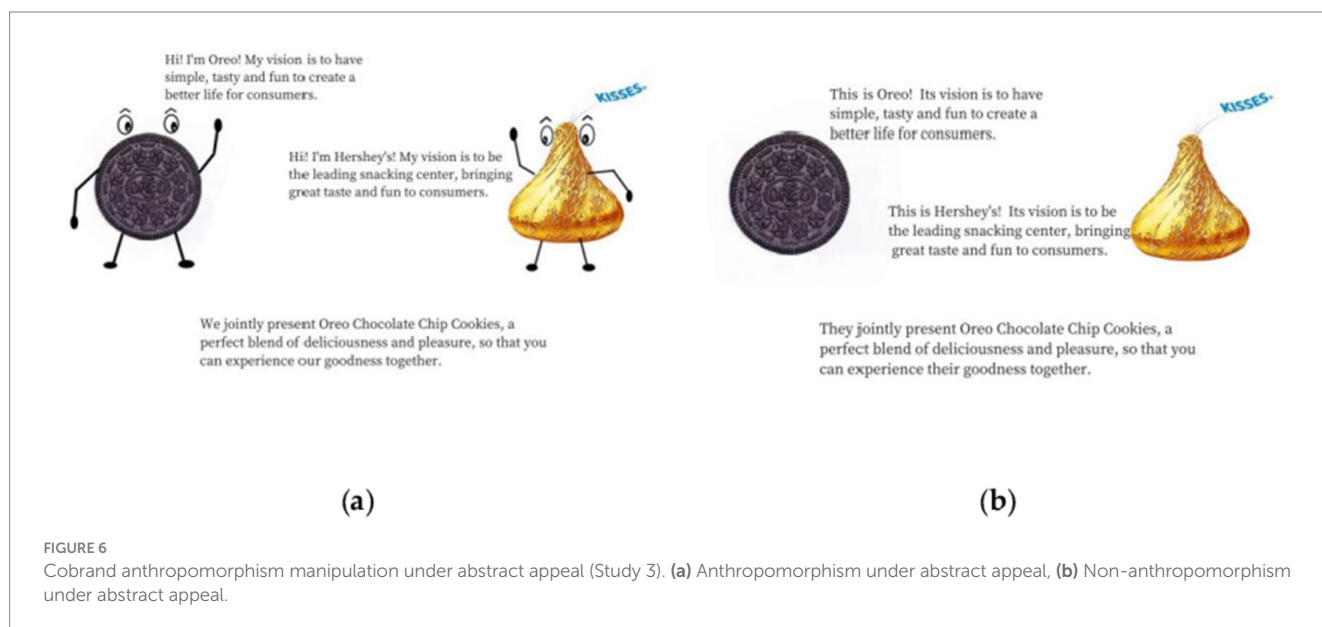 Hi! I'm Oreo! My vision is to have
simple, tasty and fun to create a
better life for consumers.
KISSES
OREO
Hi! I'm Hershey's! My vision is to be
the leading snacking center, bringing
great taste and fun to consumers.
We jointly present Oreo Chocolate Chip Cookies, a
perfect blend of deliciousness and pleasure, so that you
can experience our goodness together.
(a)
This is Oreo! Its vision is to have
simple, tasty and fun to create a
better life for consumers.
KISSES
OREO
This is Hershey's! Its vision is to be
the leading snacking center, bringing
great taste and fun to consumers.
They jointly present Oreo Chocolate Chip Cookies, a
perfect blend of deliciousness and pleasure, so that you
can experience their goodness together.
(b)
FIGURE 6
Cobrand anthropomorphism manipulation under abstract appeal (Study 3). (a) Anthropomorphism under abstract appeal, (b) Non-anthropomorphism
under abstract appeal.